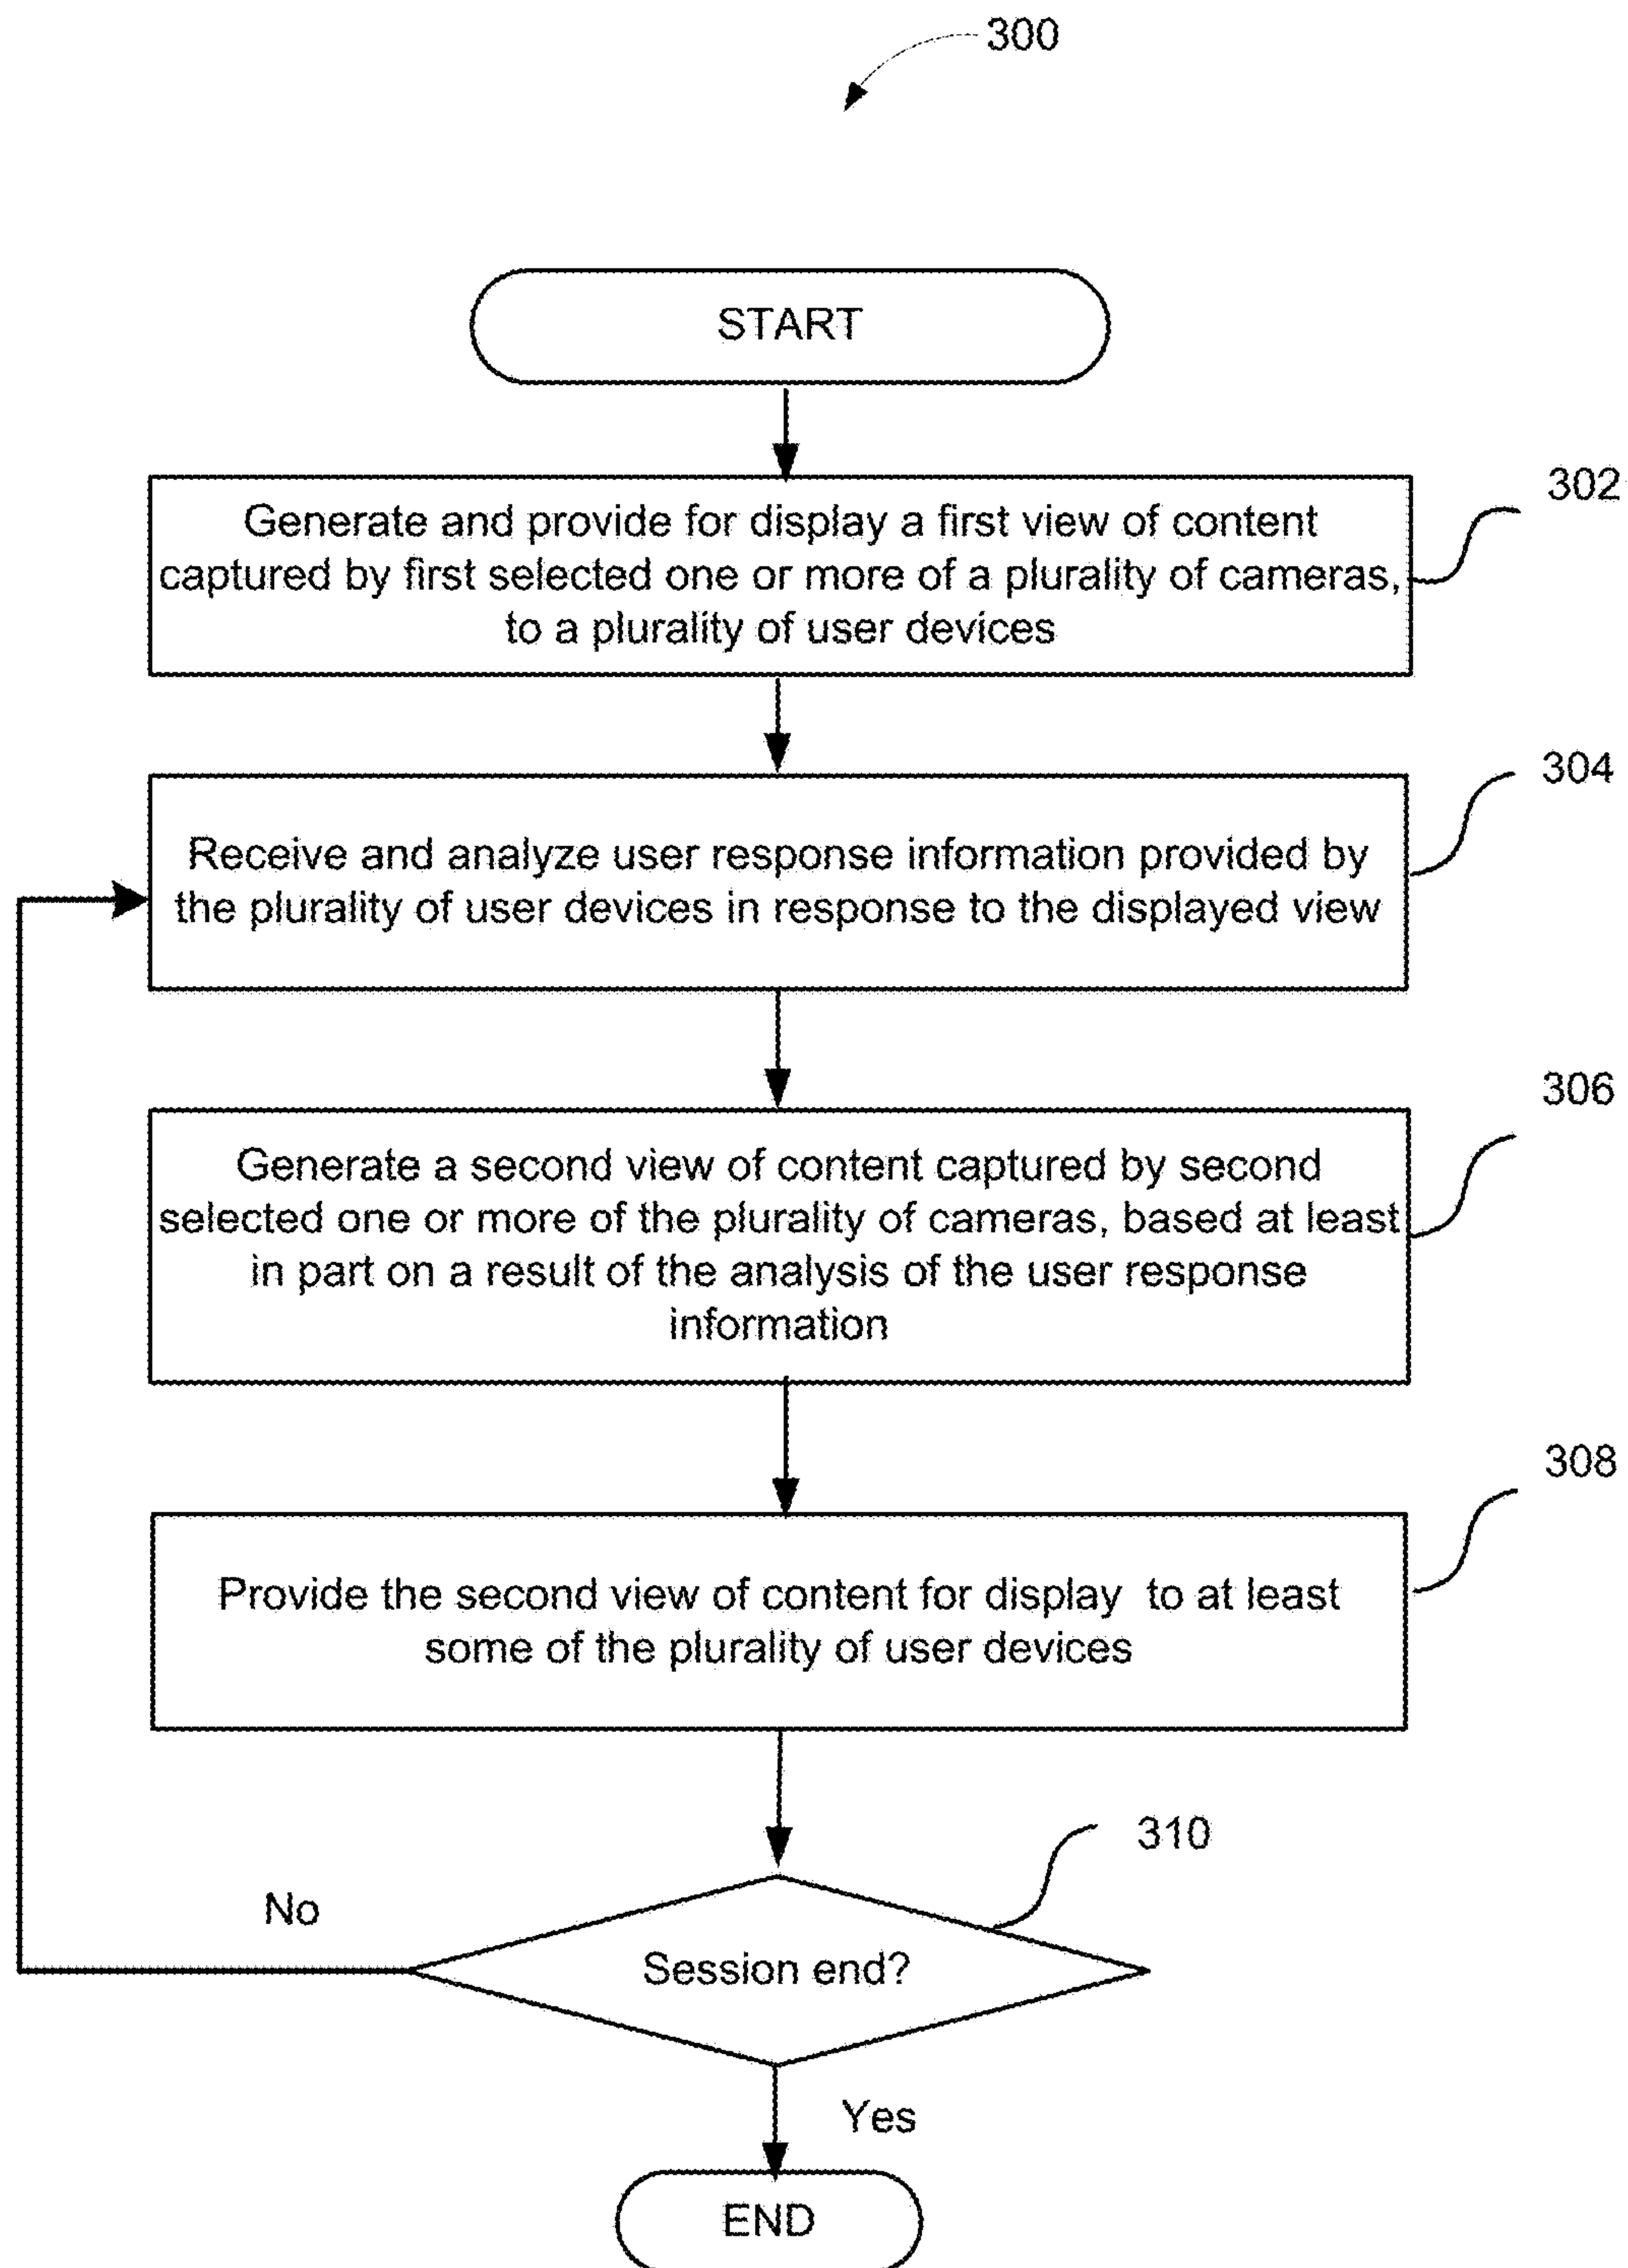 300
START
302
Generate and provide for display a first view of content
captured by first selected one or more of a plurality of cameras,
to a plurality of user devices
304
Receive and analyze user response information provided by
the plurality of user devices in response to the displayed view
306
Generate a second view of content captured by second
selected one or more of the plurality of cameras, based at least
in part on a result of the analysis of the user response
information
308
Provide the second view of content for display to at least
some of the plurality of user devices
310
No
Session end?
Yes
END